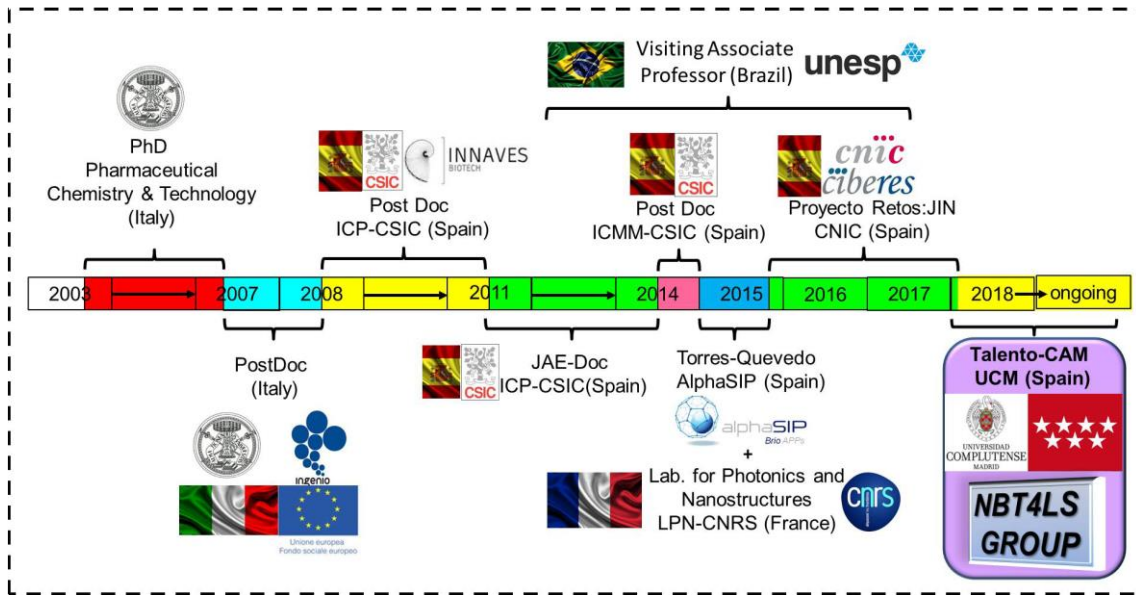 Visiting Associate
Professor (Brazil)
unesp
PhD
Pharmaceutical
Chemistry & Technology
(Italy)
CSIC
INNAVES
BIOTECH
Post Doc
ICP-CSIC (Spain)
CSIC
Post Doc
ICMM-CSIC (Spain)
cnic
ciberes
Proyecto Retos:JIN
CNIC (Spain)
2003
2007
2008
2011
2014
2015
2016
2017
2018
ongoing
PostDoc
(Italy)
ingenio
Unione europea
Fondo sociale europeo
CSIC
JAE-Doc
ICP-CSIC(Spain)
Torres-Quevedo
AlphaSIP (Spain)
alphaSIP
Brio APPs
+
Lab. for Photonics and
Nanostructures
LPN-CNRS (France)
cnrs
Talento-CAM
UCM (Spain)
UNIVERSIDAD
COMPLUTENSE
MADRID
NBT4LS
GROUP